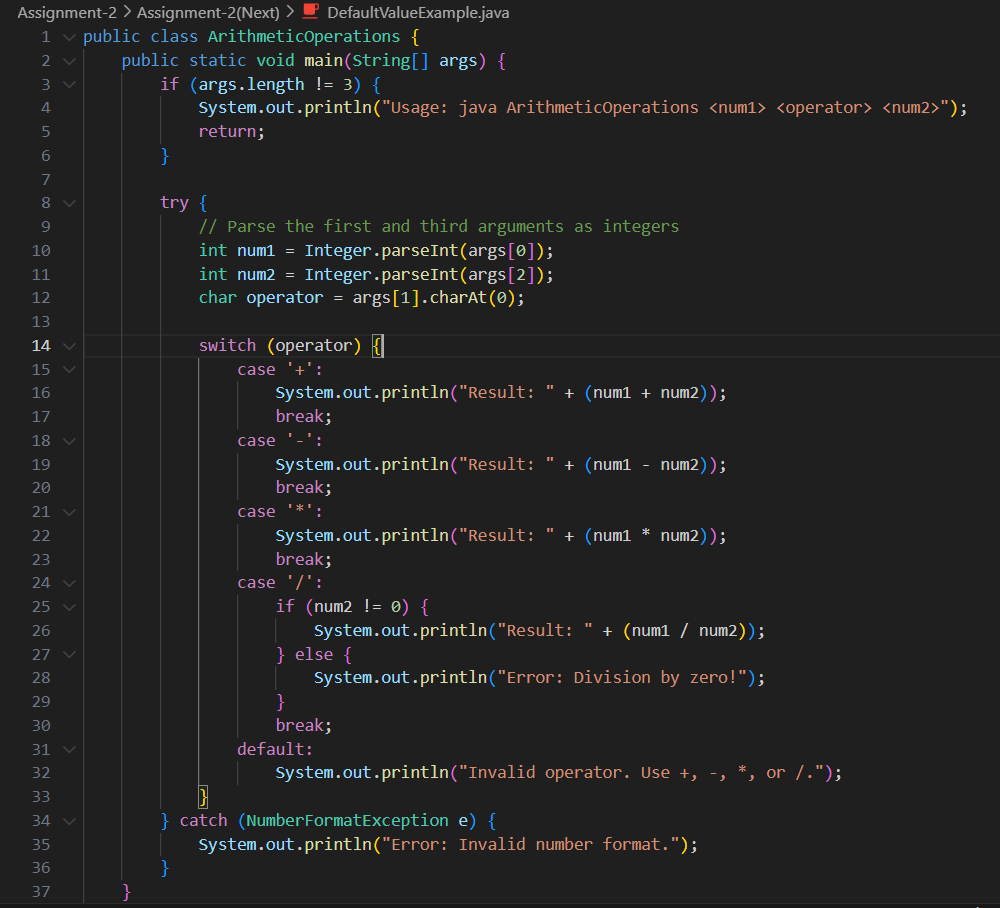 Assignment-2 > Assignment-2(Next) > DefaultValueExample.java
1 public class ArithmeticOperations {
2     public static void main(String[] args) {
3         if (args.length != 3) {
4             System.out.println("Usage: java ArithmeticOperations <num1> <operator> <num2>");
5             return;
6         }
7
8         try {
9             // Parse the first and third arguments as integers
10             int num1 = Integer.parseInt(args[0]);
11             int num2 = Integer.parseInt(args[2]);
12             char operator = args[1].charAt(0);
13
14             switch (operator) {
15                 case '+':
16                     System.out.println("Result: " + (num1 + num2));
17                     break;
18                 case '-':
19                     System.out.println("Result: " + (num1 - num2));
20                     break;
21                 case '*':
22                     System.out.println("Result: " + (num1 * num2));
23                     break;
24                 case '/':
25                     if (num2 != 0) {
26                         System.out.println("Result: " + (num1 / num2));
27                     } else {
28                         System.out.println("Error: Division by zero!");
29                     }
30                     break;
31                 default:
32                     System.out.println("Invalid operator. Use +, -, *, or /.");
33             }
34         } catch (NumberFormatException e) {
35             System.out.println("Error: Invalid number format.");
36         }
37     }